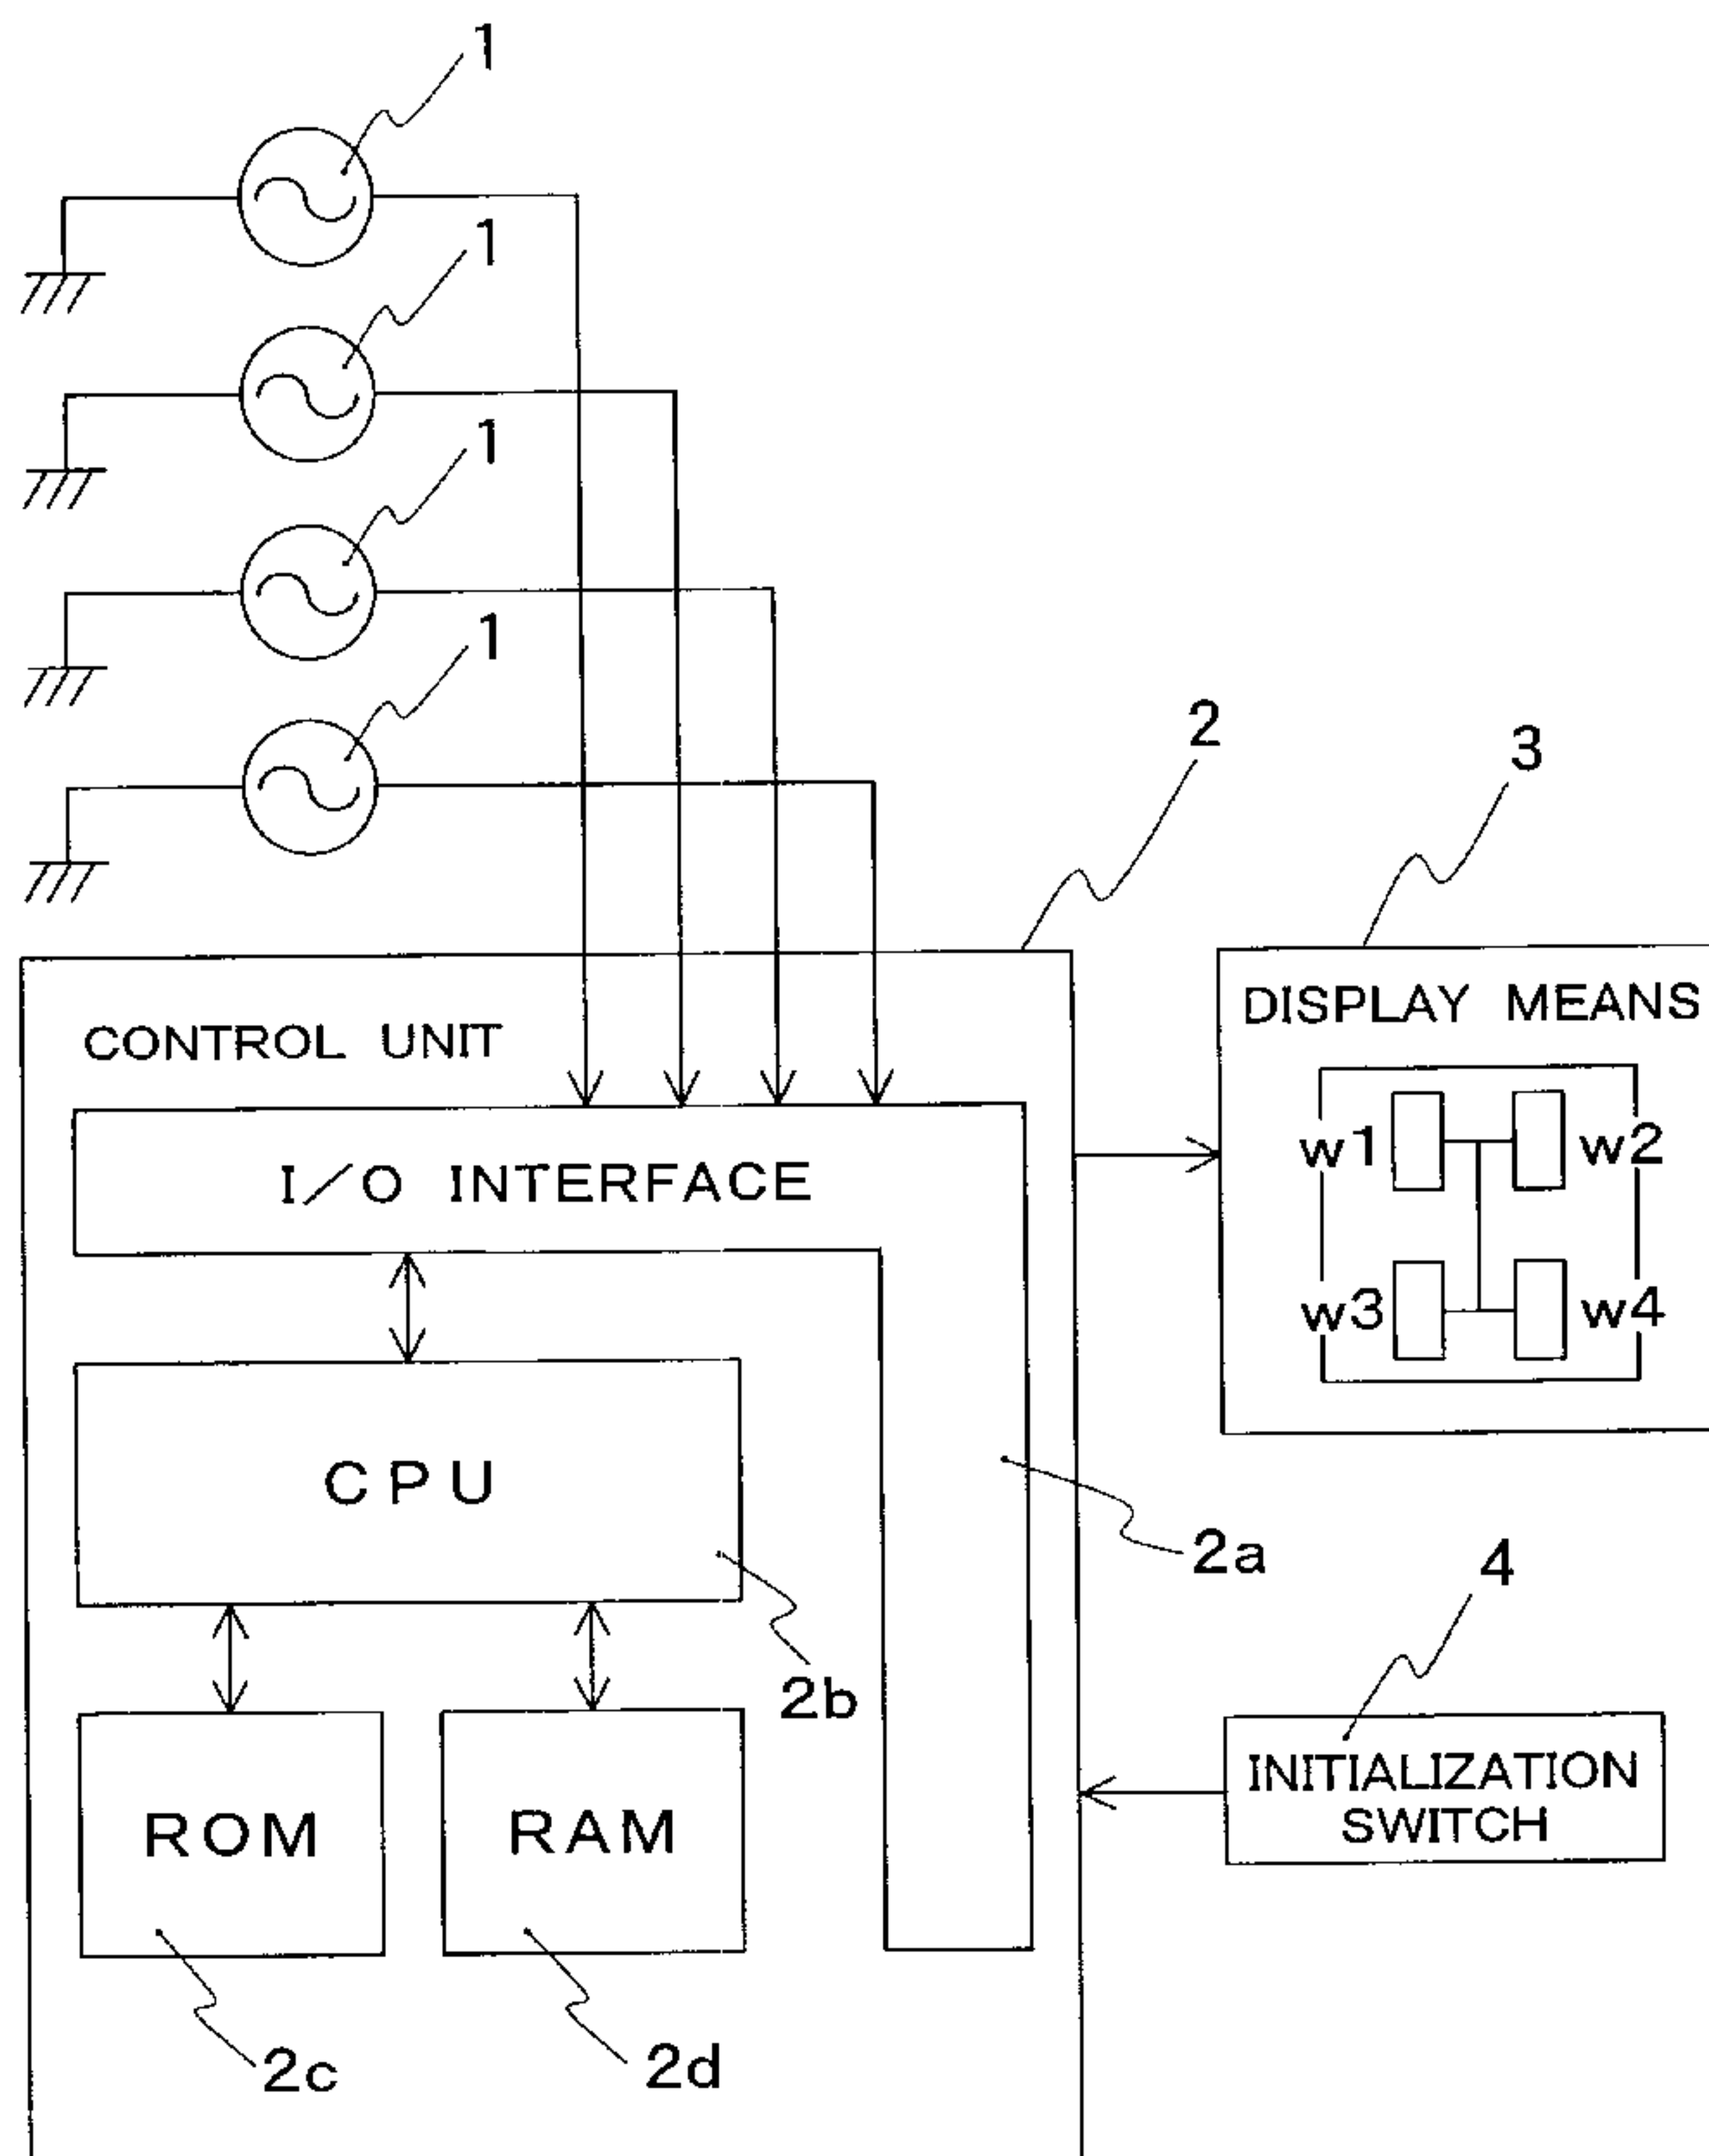 1
1
1
1
2
3
CONTROL UNIT
DISPLAY MEANS
I/O INTERFACE
w1
w2
w3
w4
CPU
2a
2b
4
ROM
RAM
INITIALIZATION
SWITCH
2c
2d